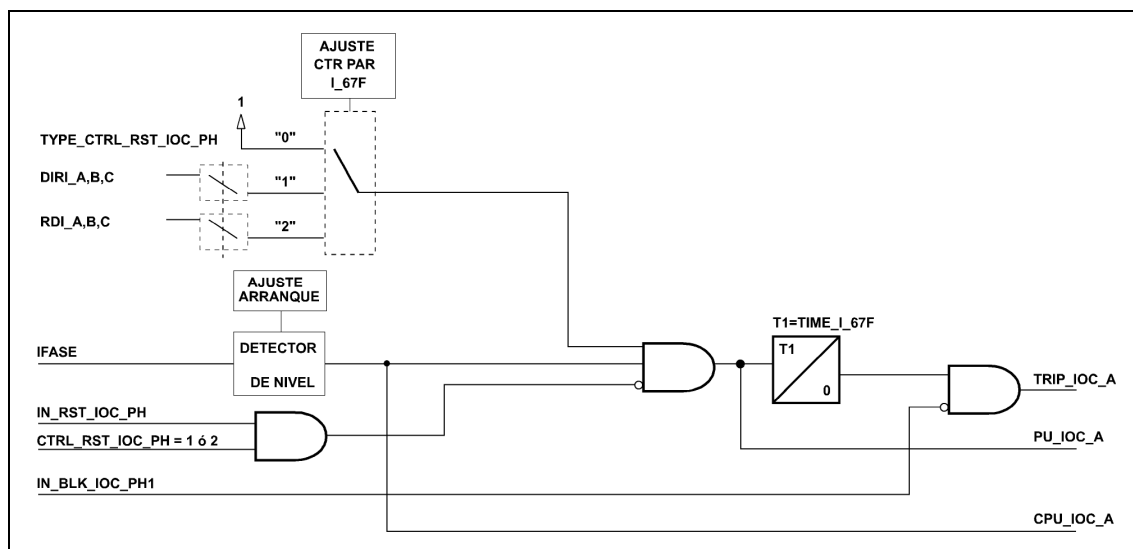 AJUSTE
CTR PAR
I_67F
1
TYPE_CTRL_RST_IOC_PH
"0"
DIRI_A,B,C
"1"
RDI_A,B,C
"2"
AJUSTE
ARRANQUE
T1=TIME_I_67F
IFASE
DETECTOR
DE NIVEL
T1
0
TRIP_IOC_A
IN_RST_IOC_PH
CTRL_RST_IOC_PH = 1 ó 2
PU_IOC_A
IN_BLK_IOC_PH1
CPU_IOC_A